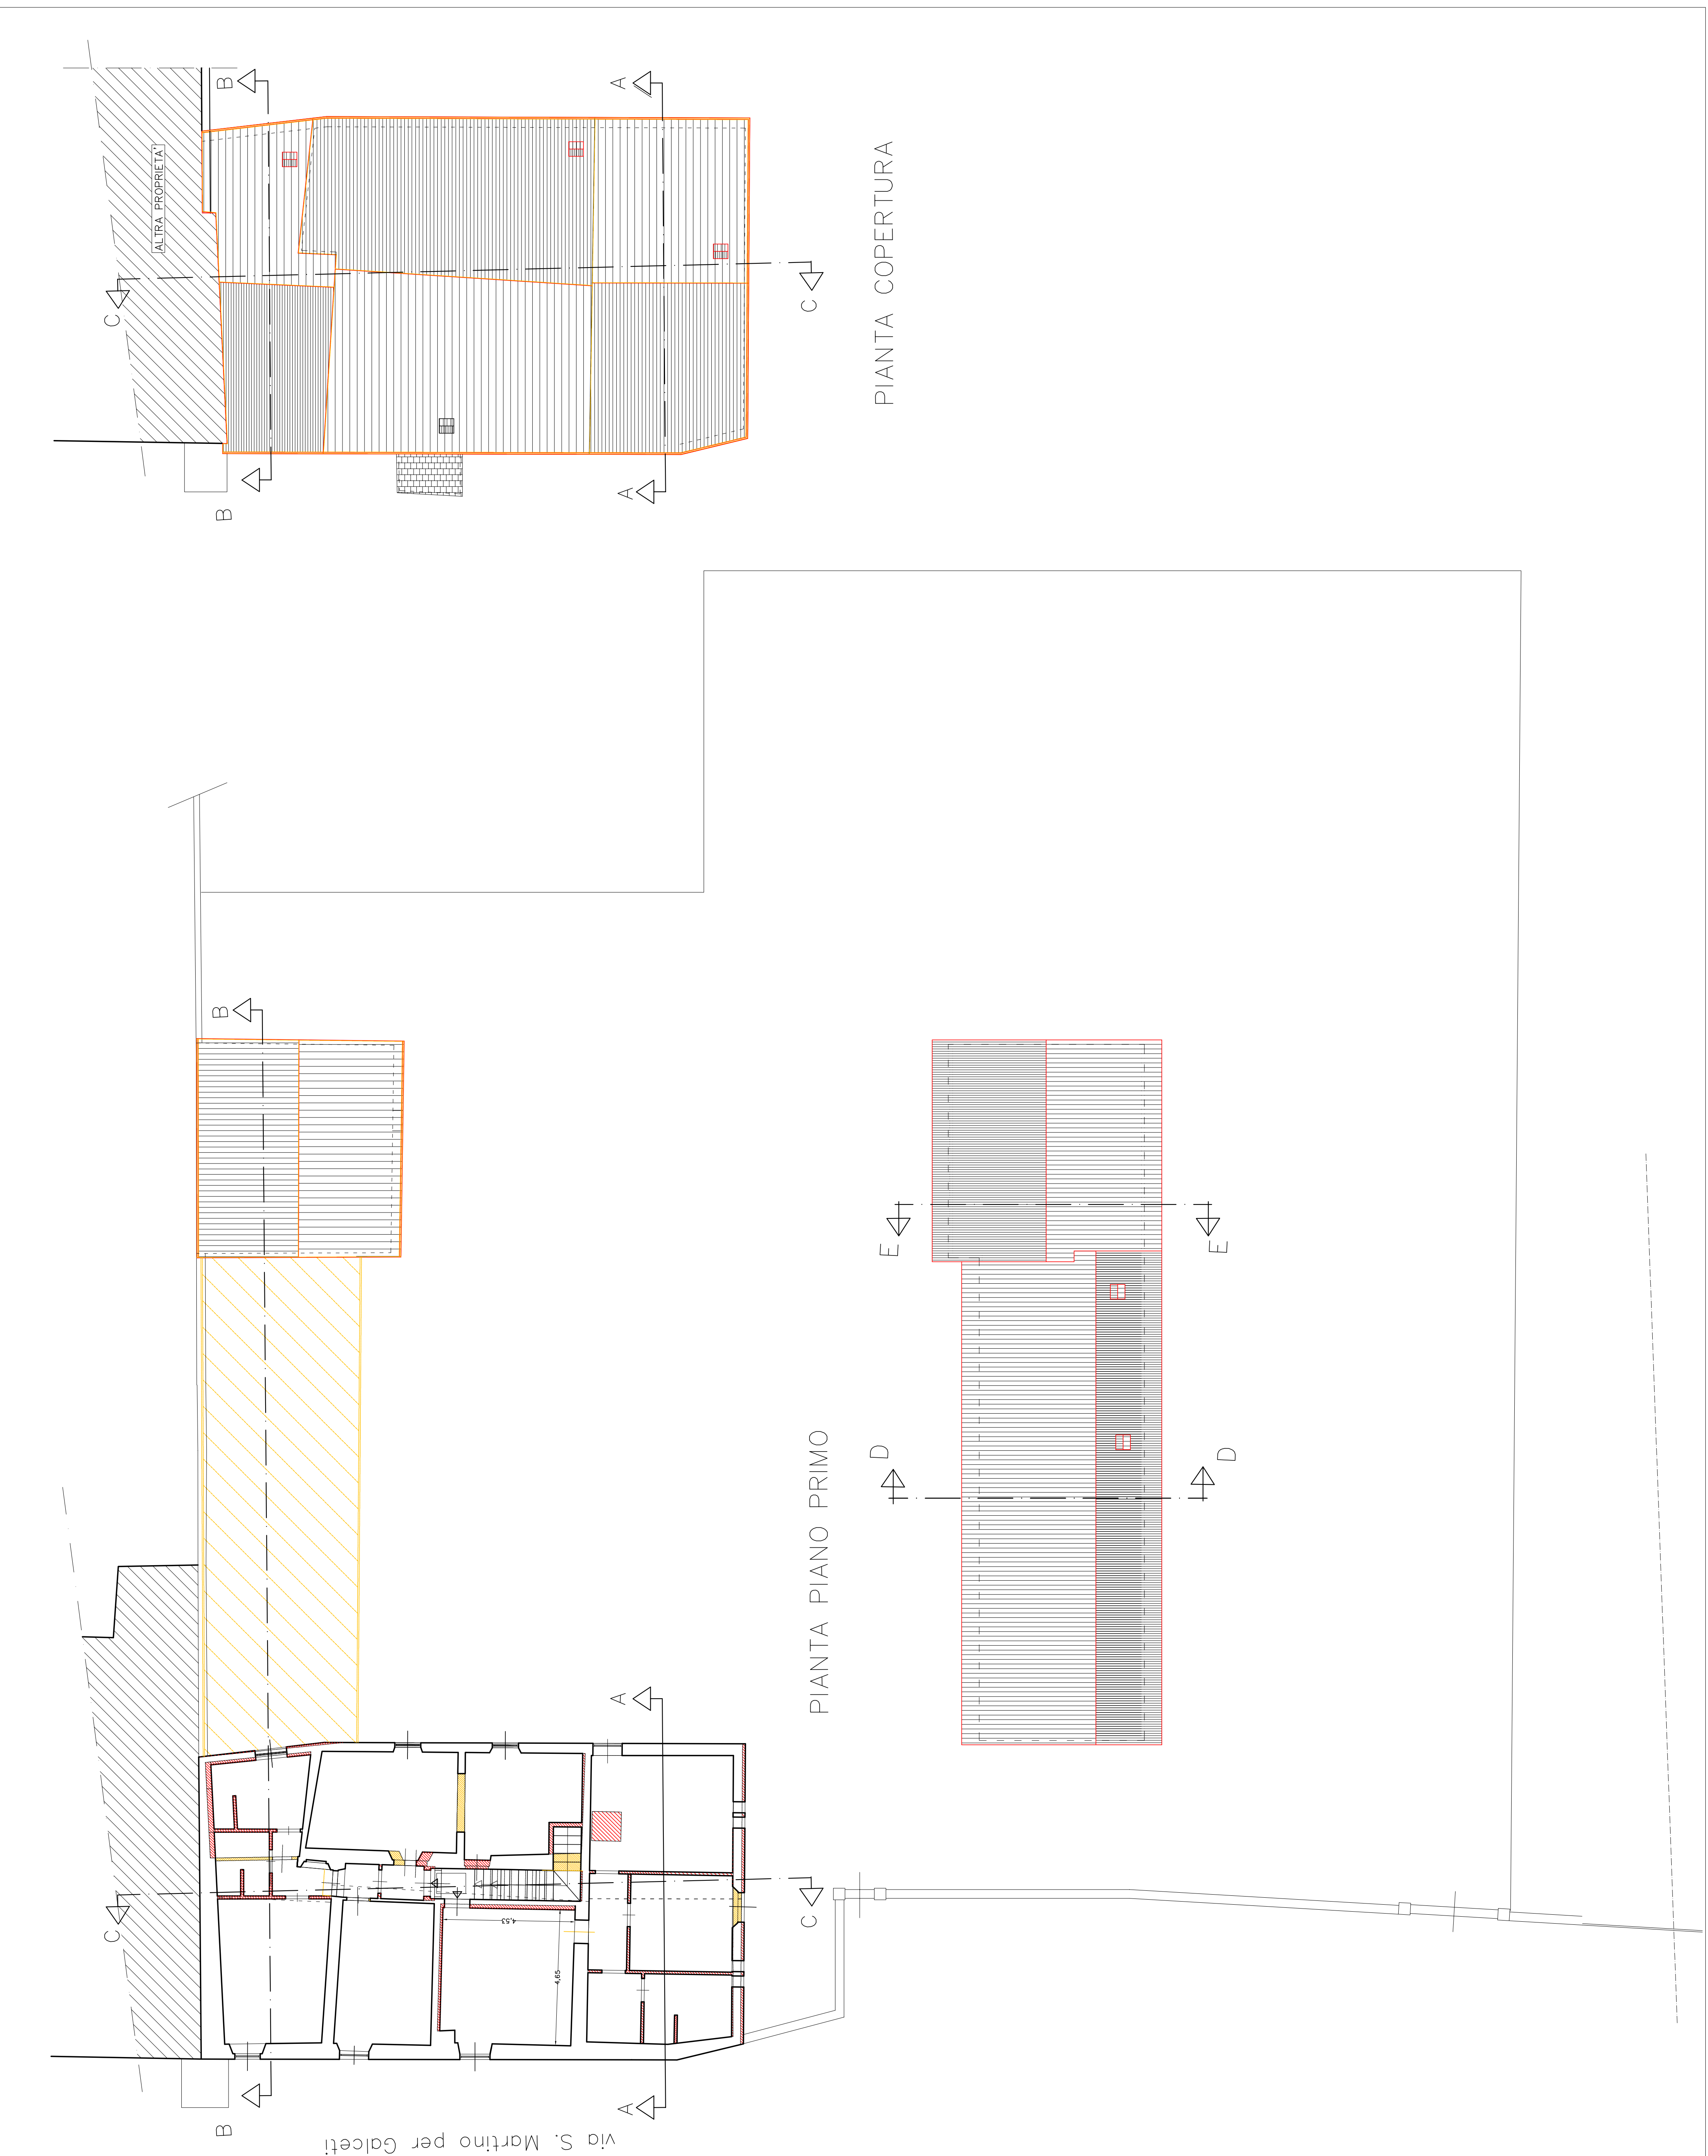 B
A
ALTRA PROPRIETA'
PIANTA COPERTURA
C
C
B
A
B
PIANTA PIANO PRIMO
E
E
D
D
A
4,53
4,65
C
C
B
A
via S. Martino per Galceti